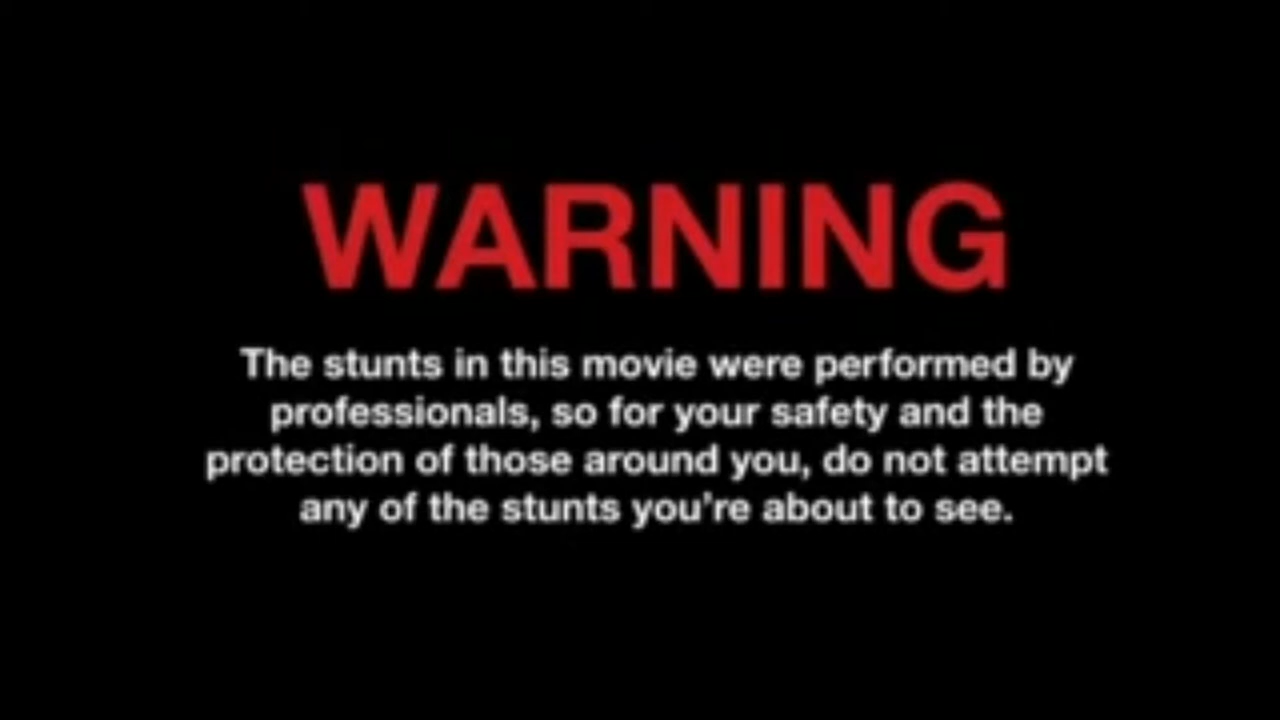 WARNING
The stunts in this movie were performed by
professionals, so for your safety and the
protection of those around you, do not attempt
any of the stunts you're about to see.